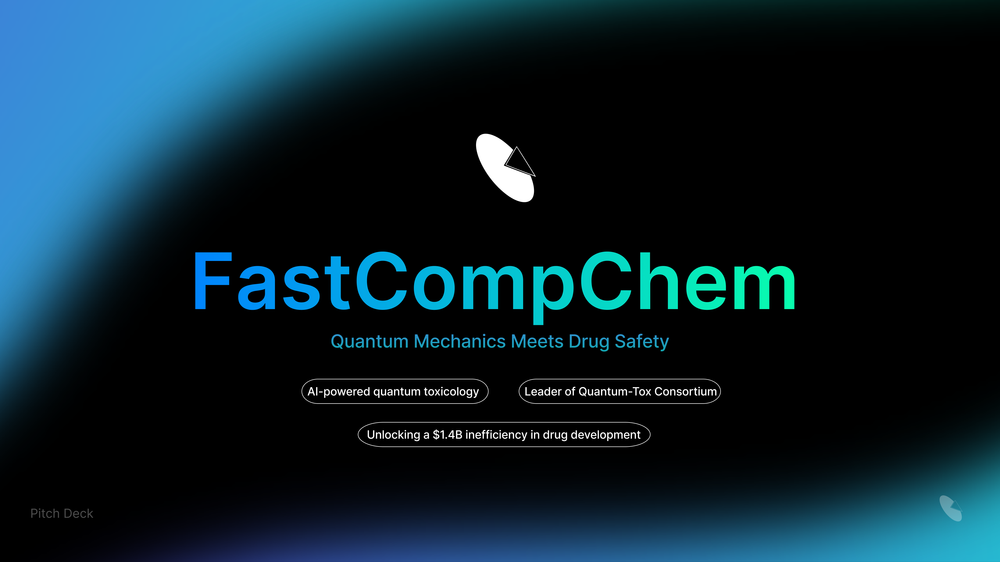 FastCompChem
Quantum Mechanics Meets Drug Safety
AI-powered quantum toxicology
Leader of Quantum-Tox Consortium
Unlocking a $1.4B inefficiency in drug development
Pitch Deck